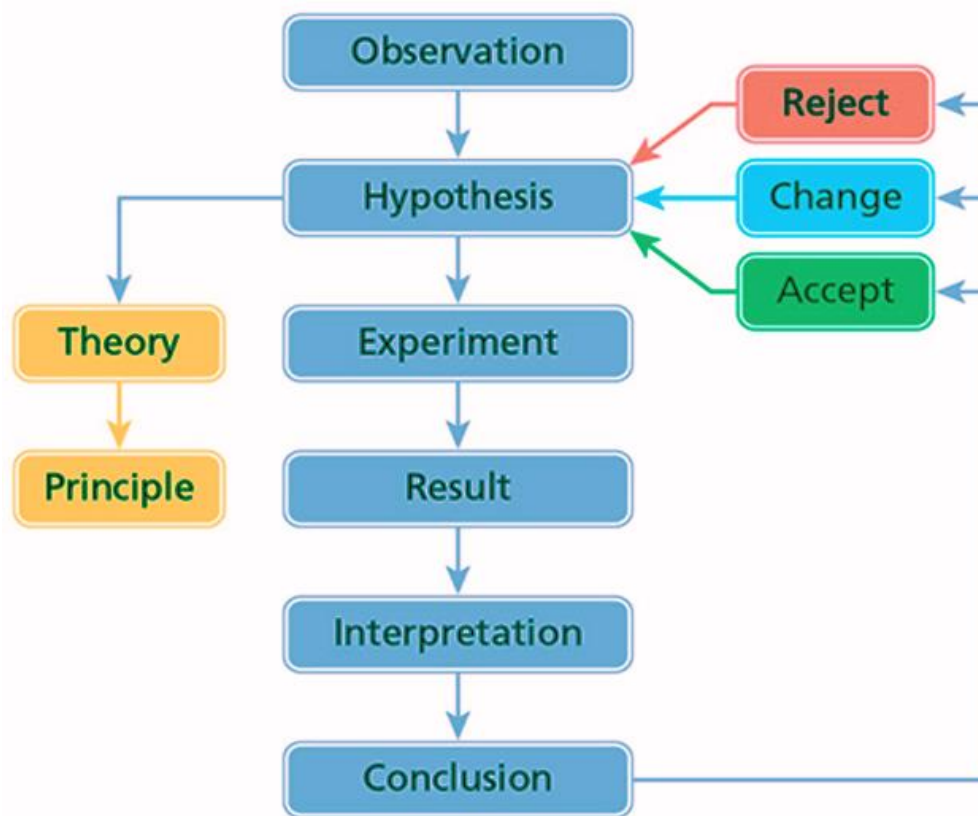 Observation
Reject
Hypothesis
Change
Accept
Theory
Experiment
Principle
Result
Interpretation
Conclusion